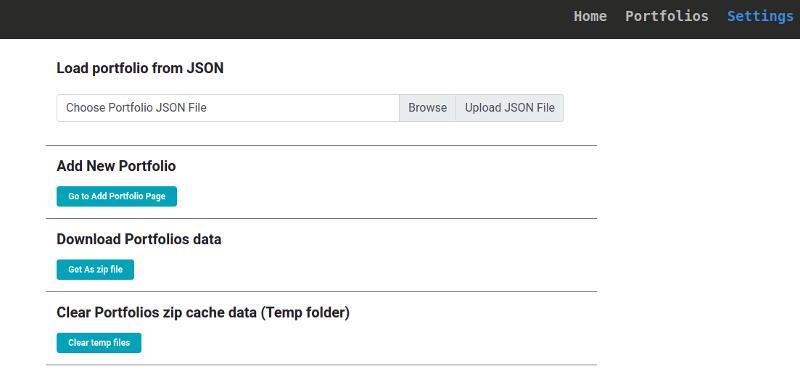 Home Portfolios Settings
Load portfolio from JSON
Choose Portfolio JSON File Browse Upload JSON File
Add New Portfolio
Go to Add Portfolio Page
Download Portfolios data
Get As zip file
Clear Portfolios zip cache data (Temp folder)
Clear temp files